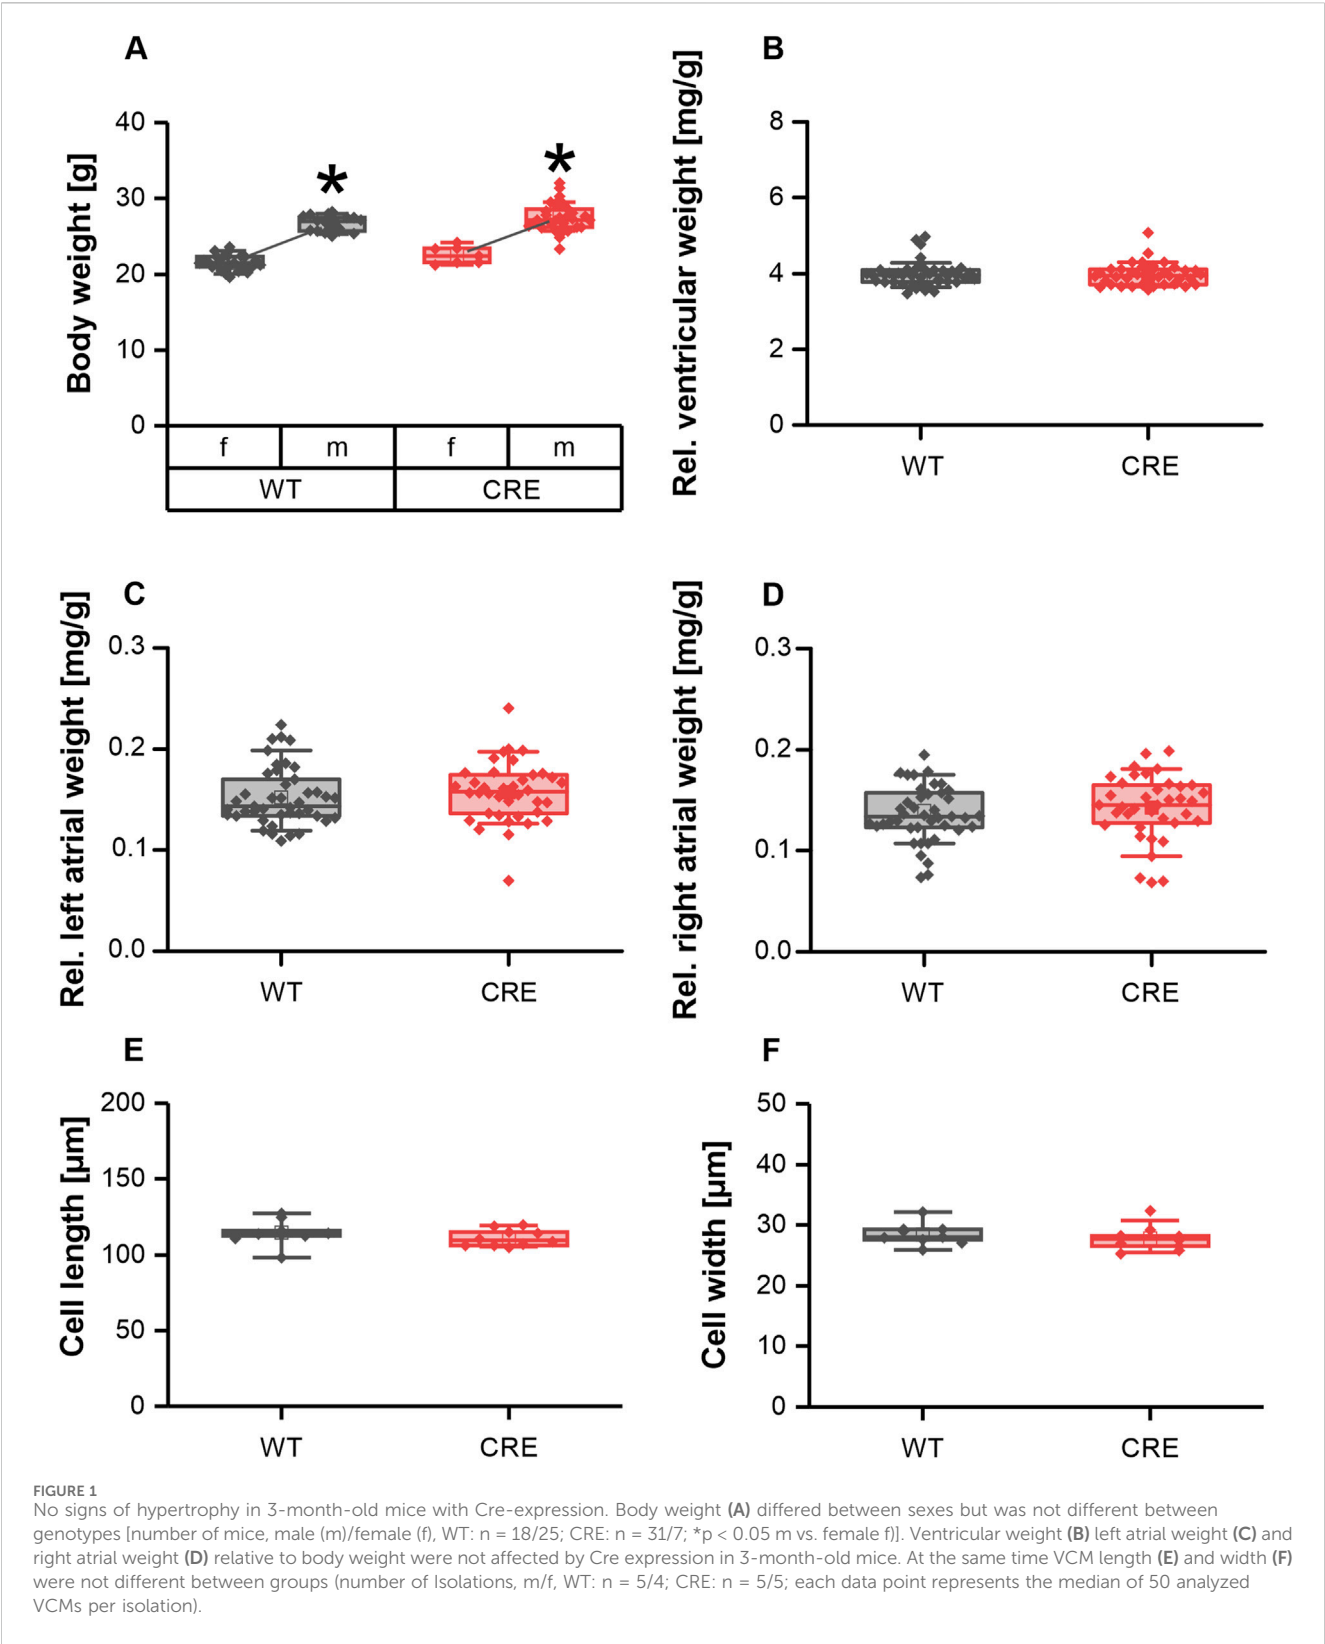 A
Body weight [g]
40
30
20
10
0
*
*
f
m
f
m
WT
CRE
B
Rel. ventricular weight [mg/g]
8
6
4
2
0
WT
CRE
C
Rel. left atrial weight [mg/g]
0.3
0.2
0.1
0.0
WT
CRE
D
Rel. right atrial weight [mg/g]
0.3
0.2
0.1
0.0
WT
CRE
E
Cell length [µm]
200
150
100
50
0
WT
CRE
F
Cell width [µm]
50
40
30
20
10
0
WT
CRE
FIGURE 1
No signs of hypertrophy in 3-month-old mice with Cre-expression. Body weight (A) differed between sexes but was not different between
genotypes [number of mice, male (m)/female (f), WT: n = 18/25; CRE: n = 31/7; *p < 0.05 m vs. female f)]. Ventricular weight (B) left atrial weight (C) and
right atrial weight (D) relative to body weight were not affected by Cre expression in 3-month-old mice. At the same time VCM length (E) and width (F)
were not different between groups (number of Isolations, m/f, WT: n = 5/4; CRE: n = 5/5; each data point represents the median of 50 analyzed
VCMs per isolation).